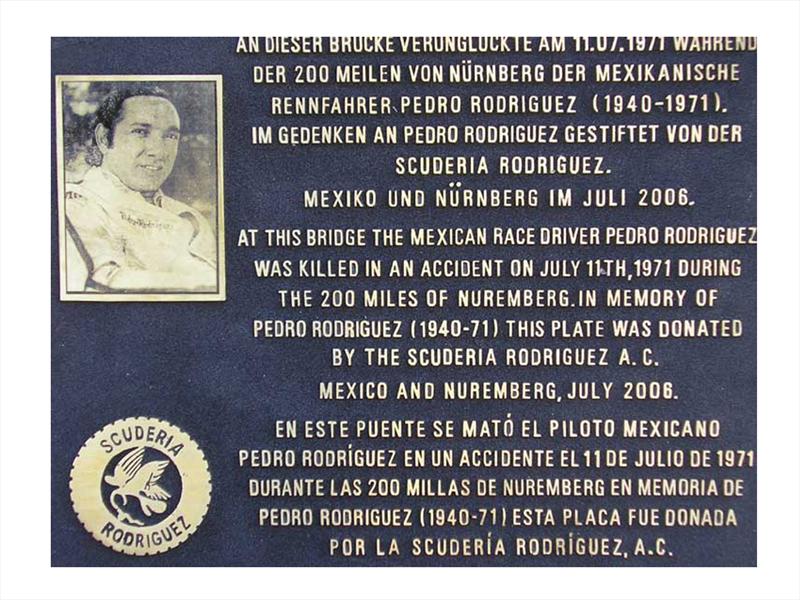 AN DIESER BRÜCKE VERUNGLÜCKTE AM 11.07.1971 WÄHREND
DER 200 MEILEN VON NÜRNBERG DER MEXIKANISCHE
RENNFAHRER PEDRO RODRIGUEZ (1940-1971).
IM GEDENKEN AN PEDRO RODRIGUEZ GESTIFTET VON DER
SCUDERIA RODRIGUEZ.
MEXIKO UND NÜRNBERG IM JULI 2006.
AT THIS BRIDGE THE MEXICAN RACE DRIVER PEDRO RODRIGUEZ
WAS KILLED IN AN ACCIDENT ON JULY 11TH, 1971 DURING
THE 200 MILES OF NUREMBERG. IN MEMORY OF
PEDRO RODRIGUEZ (1940-71) THIS PLATE WAS DONATED
BY THE SCUDERIA RODRIGUEZ A. C.
MEXICO AND NUREMBERG, JULY 2006.
EN ESTE PUENTE SE MATÓ EL PILOTO MEXICANO
PEDRO RODRÍGUEZ EN UN ACCIDENTE EL 11 DE JULIO DE 1971
DURANTE LAS 200 MILLAS DE NUREMBERG EN MEMORIA DE
PEDRO RODRIGUEZ (1940-71) ESTA PLACA FUE DONADA
POR LA SCUDERÍA RODRÍGUEZ, A.C.
Pedro Rodriguez
SCUDERIA
RODRIGUEZ